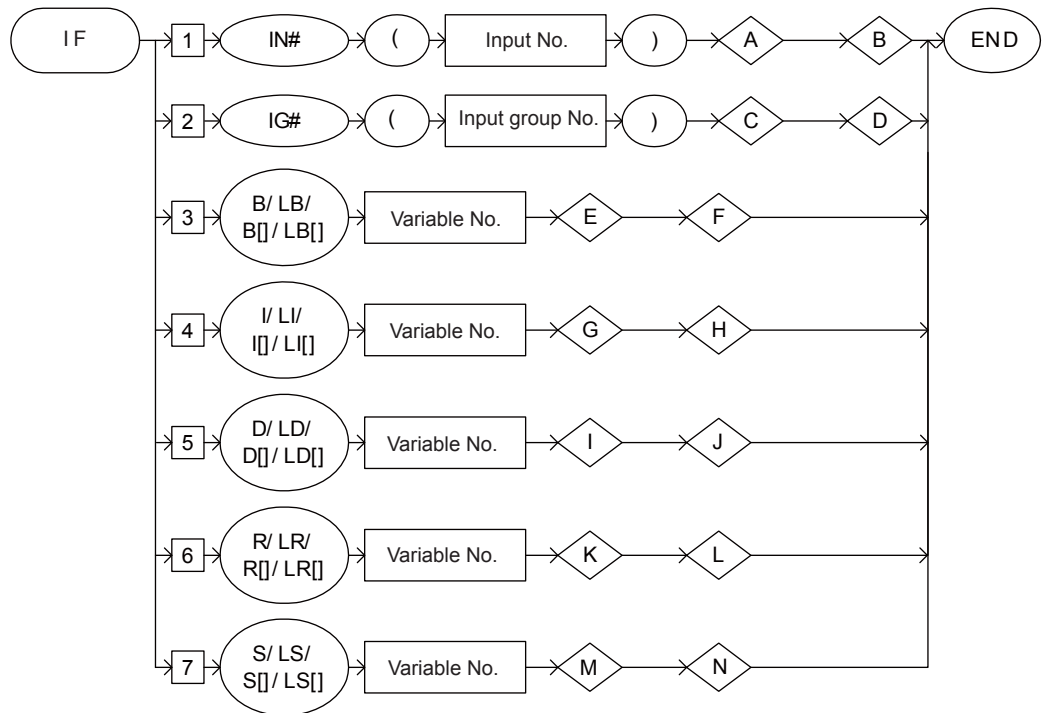 IF 1 IN# ( Input No. ) A B END
2 IG# ( Input group No. ) C D
3 B/ LB/ B[] / LB[] Variable No. E F
4 I/ LI/ I[] / LI[] Variable No. G H
5 D/ LD/ D[] / LD[] Variable No. I J
6 R/ LR/ R[] / LR[] Variable No. K L
7 S/ LS/ S[] / LS[] Variable No. M N